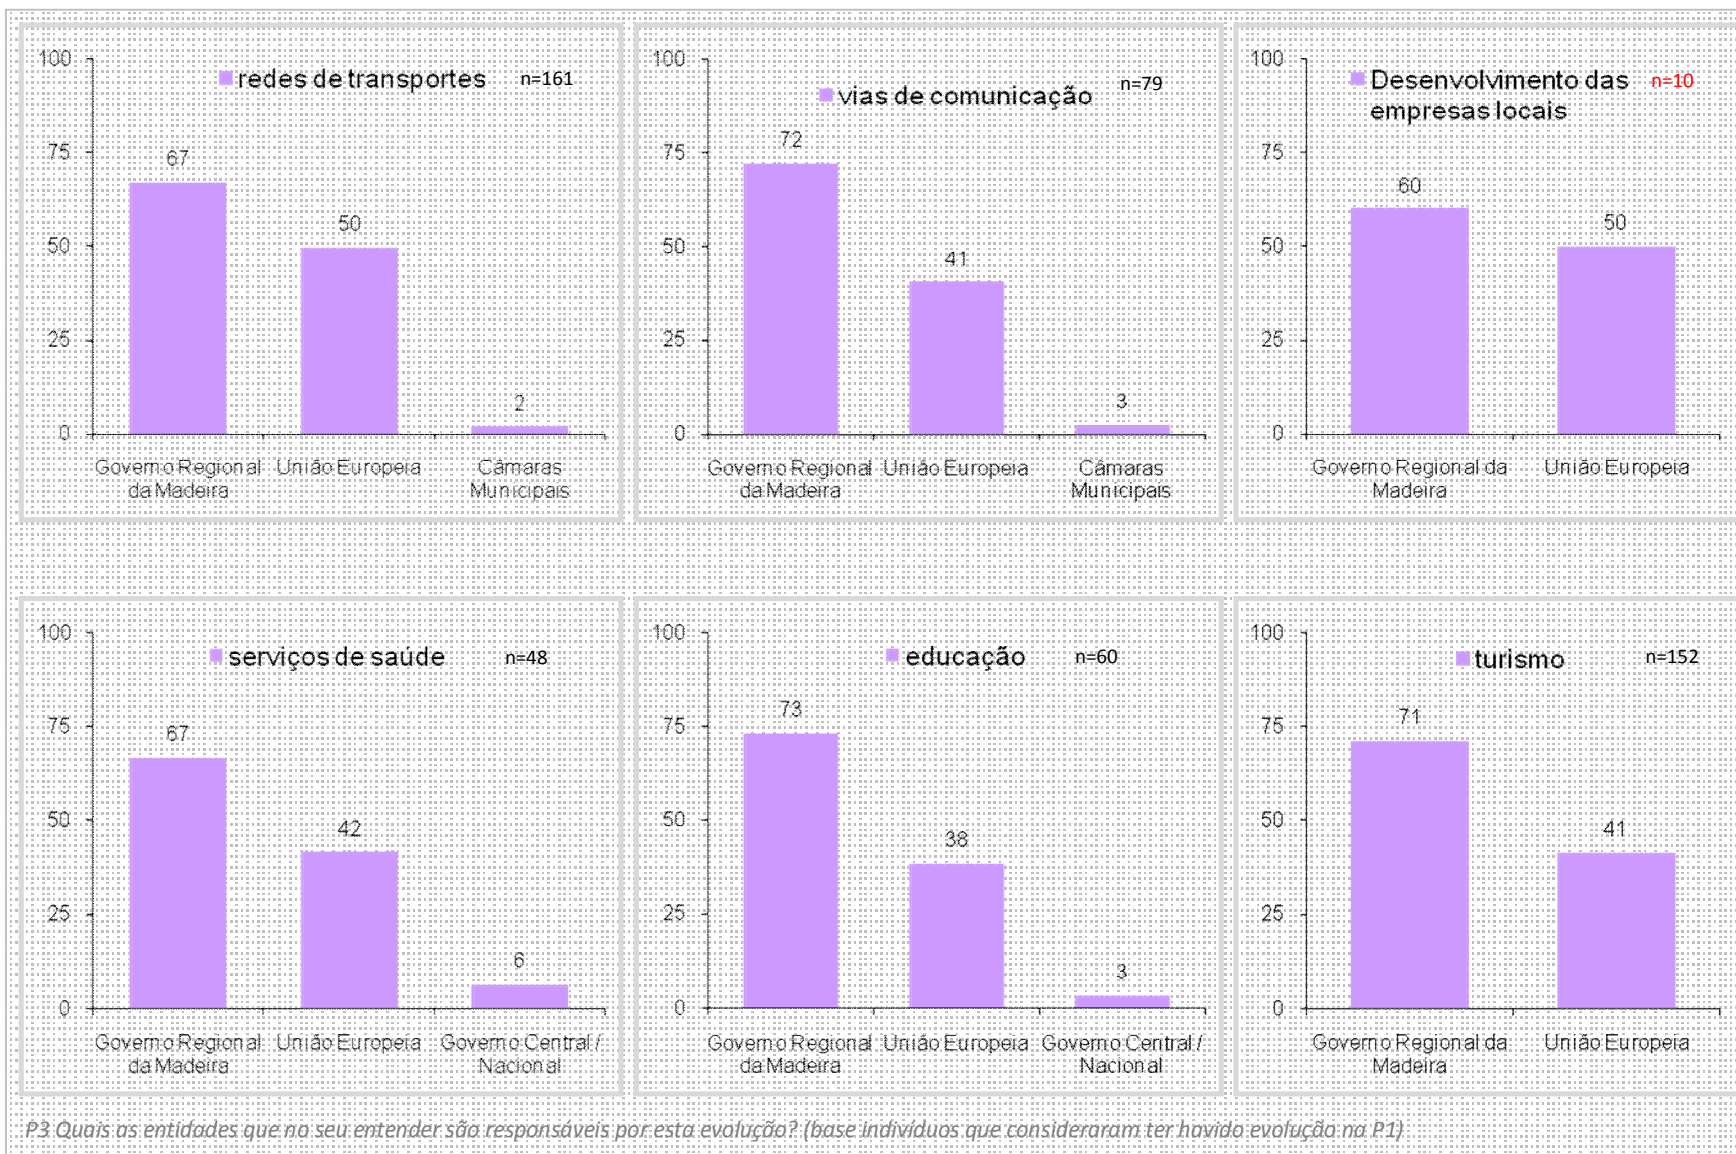 100
75
50
25
0
redes de transportes n=161
67
50
2
Governo Regional
da Madeira
União Europeia
Câmaras
Municipais
100
75
50
25
0
vias de comunicação n=79
72
41
3
Governo Regional
da Madeira
União Europeia
Câmaras
Municipais
100
75
50
25
0
Desenvolvimento das n=10
empresas locais
60
50
Governo Regional da
Madeira
União Europeia
100
75
50
25
0
serviços de saúde n=48
67
42
6
Governo Regional
da Madeira
União Europeia
Governo Central /
Nacional
100
75
50
25
0
educação n=60
73
38
3
Governo Regional
da Madeira
União Europeia
Governo Central /
Nacional
100
75
50
25
0
turismo n=152
71
41
Governo Regional da
Madeira
União Europeia
P3 Quais as entidades que no seu entender são responsáveis por esta evolução? (base indivíduos que consideraram ter havido evolução na P1)